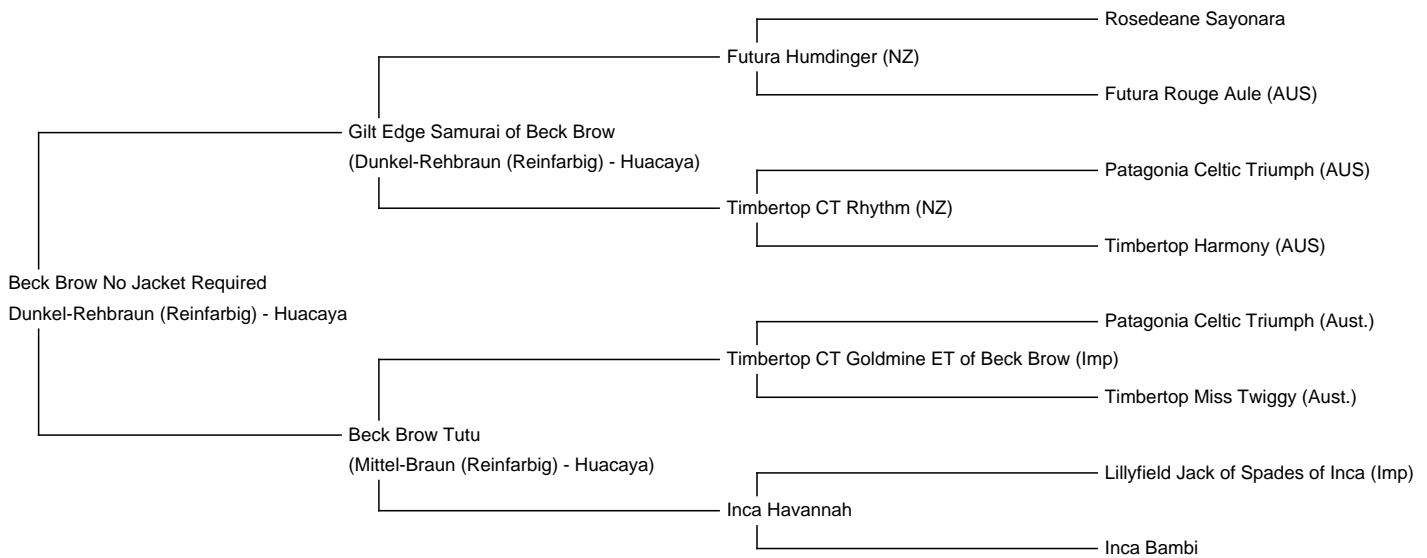 Rosedeane Sayonara
Futura Humdinger (NZ)
Futura Rouge Aule (AUS)
Gilt Edge Samurai of Beck Brow
(Dunkel-Rehbraun (Reinfarbig) - Huacaya)
Patagonia Celtic Triumph (AUS)
Timbertop CT Rhythm (NZ)
Timbertop Harmony (AUS)
Beck Brow No Jacket Required
Dunkel-Rehbraun (Reinfarbig) - Huacaya
Patagonia Celtic Triumph (Aust.)
Timbertop CT Goldmine ET of Beck Brow (Imp)
Timbertop Miss Twiggy (Aust.)
Beck Brow Tutu
(Mittel-Braun (Reinfarbig) - Huacaya)
Lillyfield Jack of Spades of Inca (Imp)
Inca Havannah
Inca Bambi